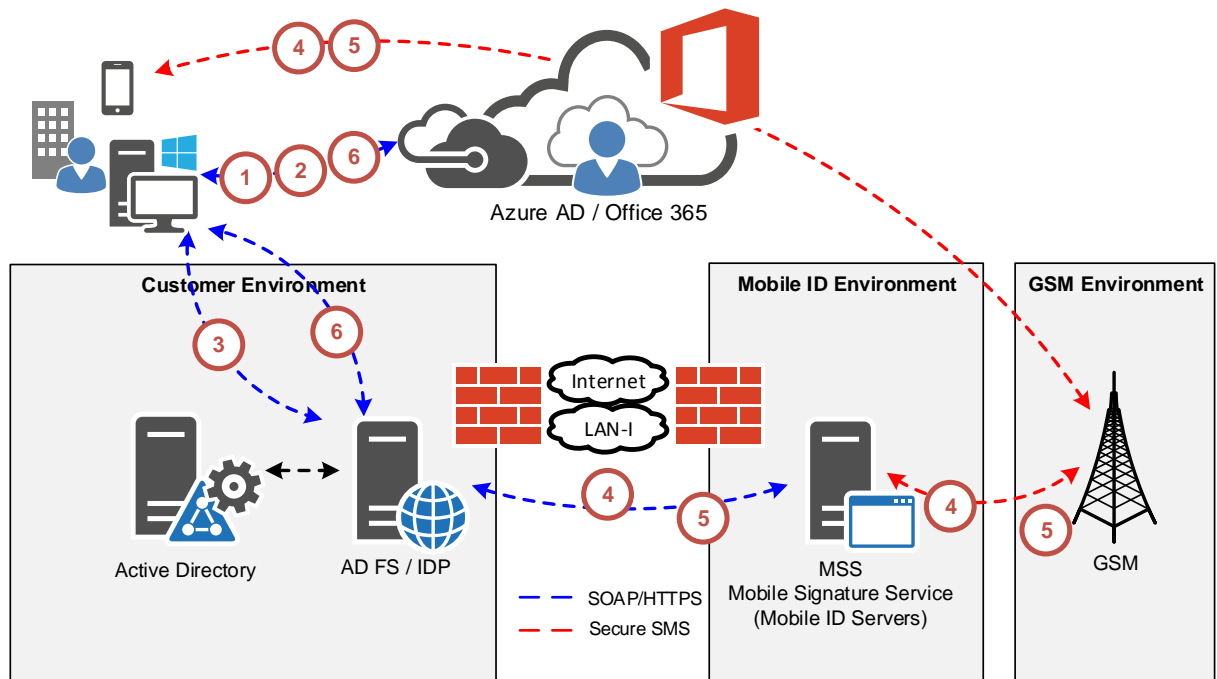 4
5
1
2
6
Azure AD / Office 365
Customer Environment
Mobile ID Environment
GSM Environment
3
6
Internet
LAN-I
4
5
4
5
Active Directory
AD FS / IDP
MSS
Mobile Signature Service
(Mobile ID Servers)
GSM
SOAP/HTTPS
Secure SMS